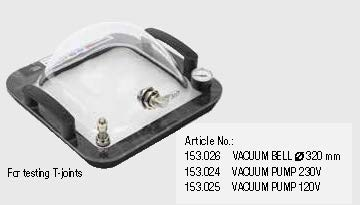 Article No.:
153.026 VACUUM BELL Ø 320 mm
153.024 VACUUM PUMP 230V
153.025 VACUUM PUMP 120V
For testing T-joints